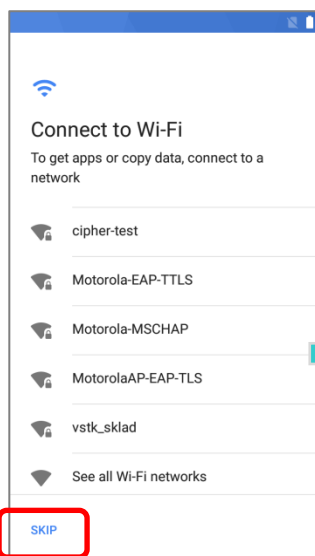 Connect to Wi-Fi
To get apps or copy data, connect to a
network
cipher-test
Motorola-EAP-TTLS
Motorola-MSCHAP
MotorolaAP-EAP-TLS
vstk_sklad
See all Wi-Fi networks
SKIP